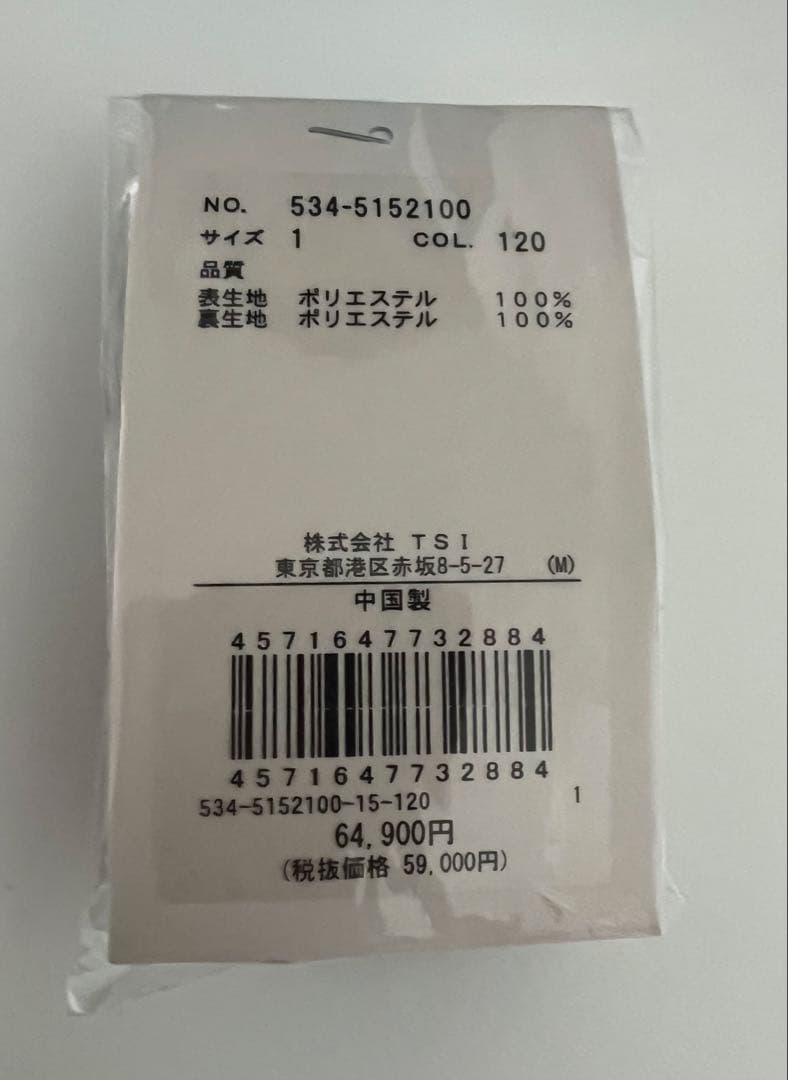 NO. 534-5152100
サイズ 1 COL. 120
品質
表生地 ポリエステル 100%
裏生地 ポリエステル 100%
株式会社 TSI
東京都港区赤坂8-5-27 (M)
中国製
4571647732884
4571647732884
534-5152100-15-120 1
64,900円
(税抜価格 59,000円)